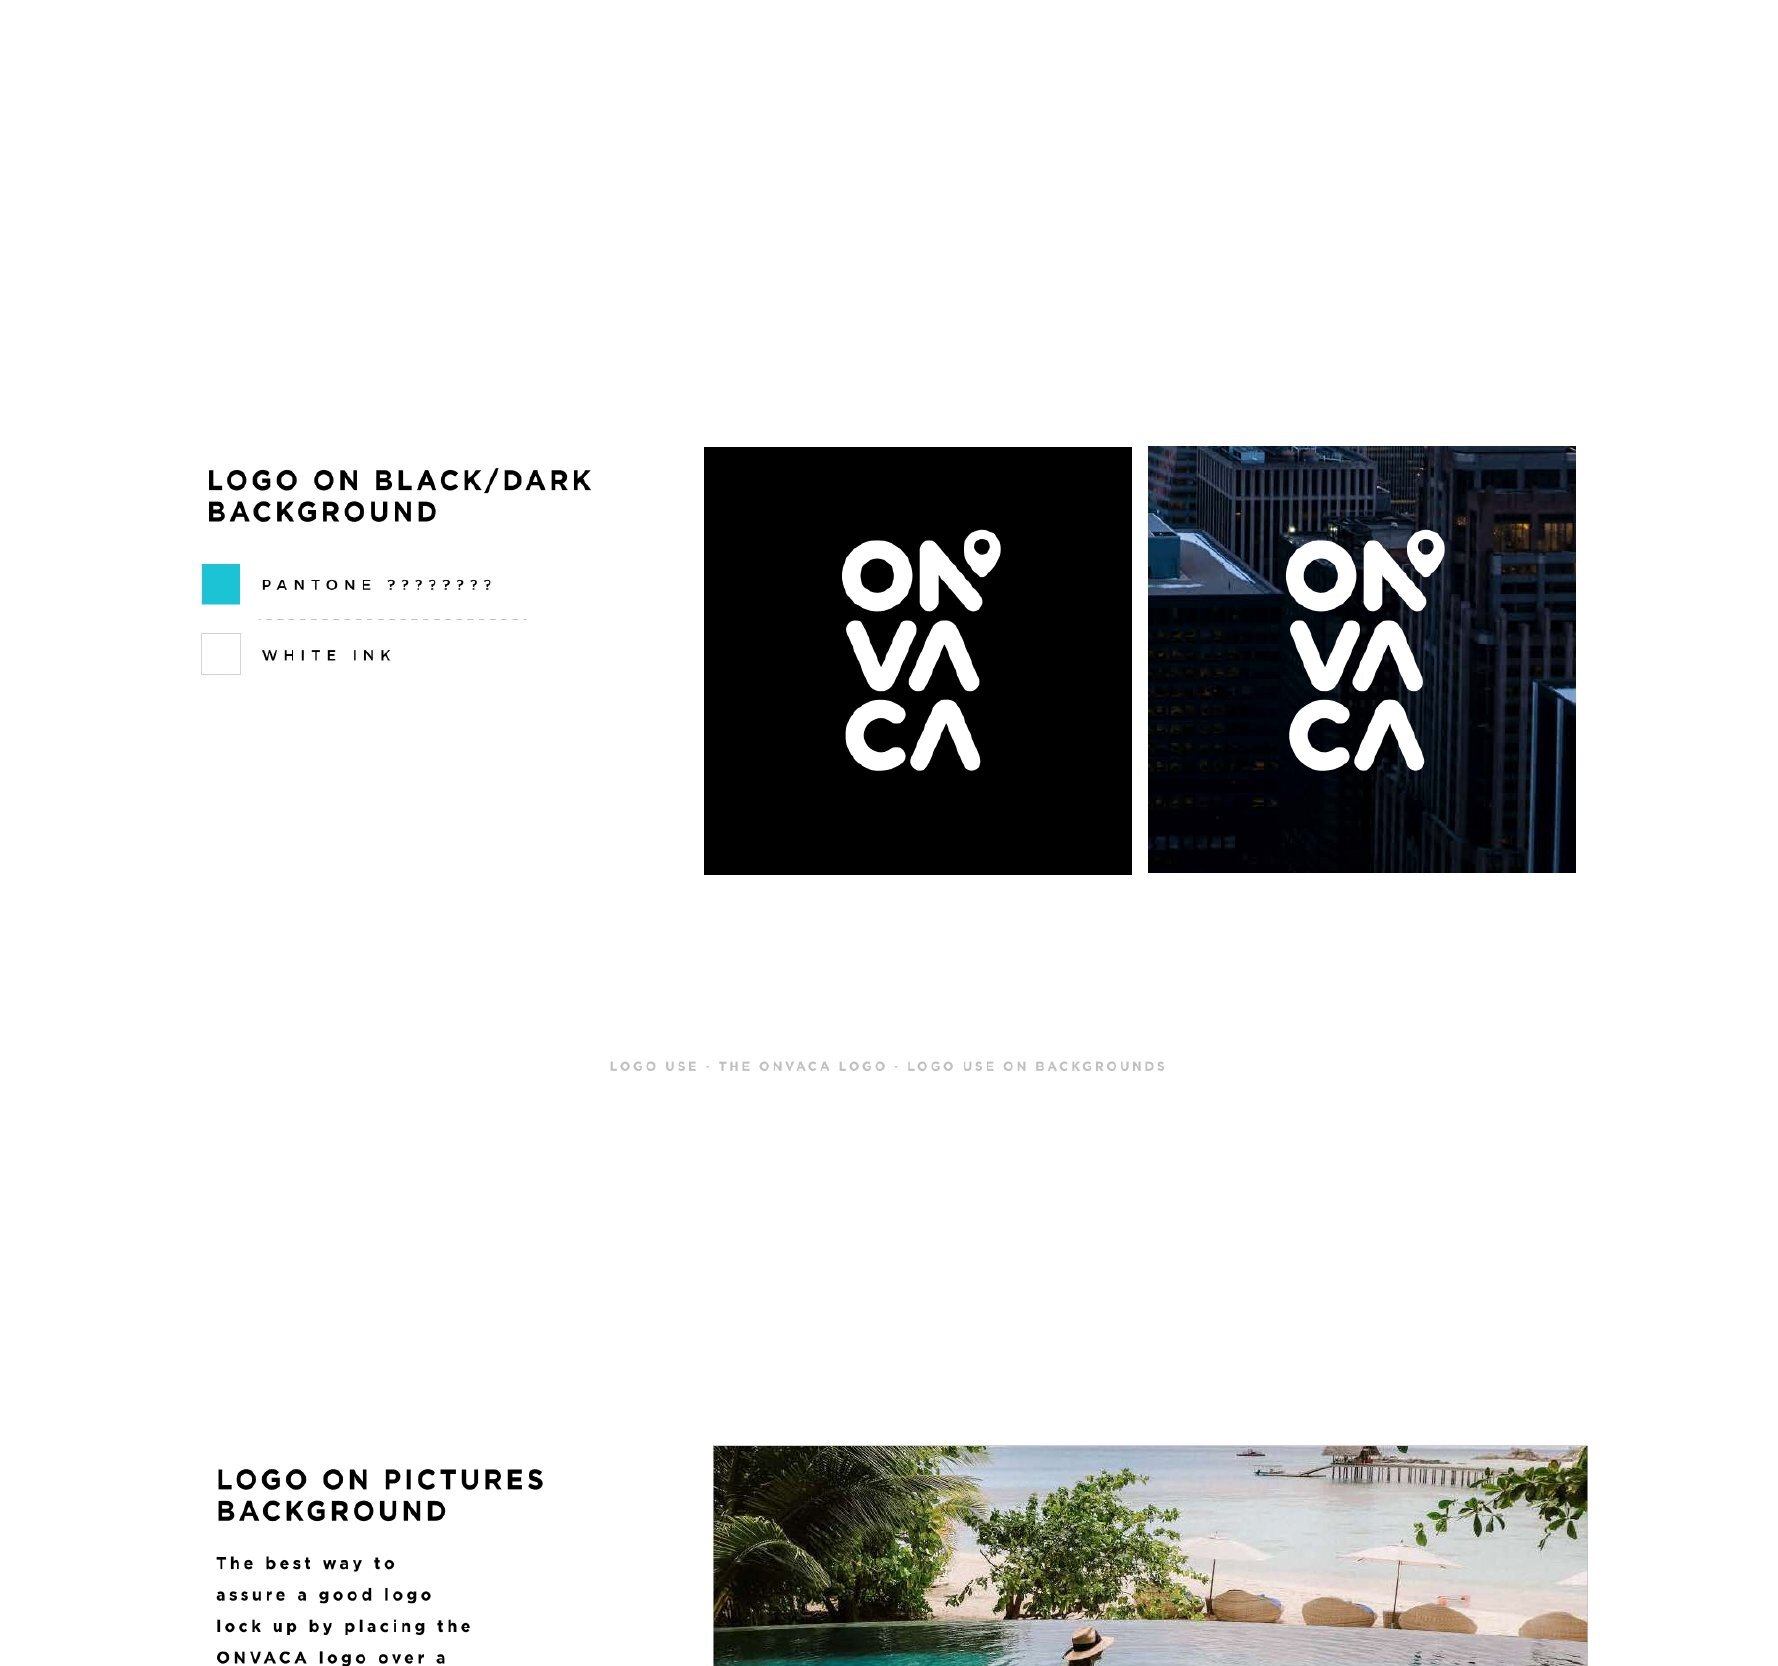 LOGO ON BLACK/DARK
BACKGROUND
PANTONE ????????
WHITE INK
ON
VA
CA
ON
VA
CA
LOGO USE · THE ONVACA LOGO · LOGO USE ON BACKGROUNDS
LOGO ON PICTURES
BACKGROUND
The best way to
assure a good logo
lock up by placing the
ONVACA logo over a